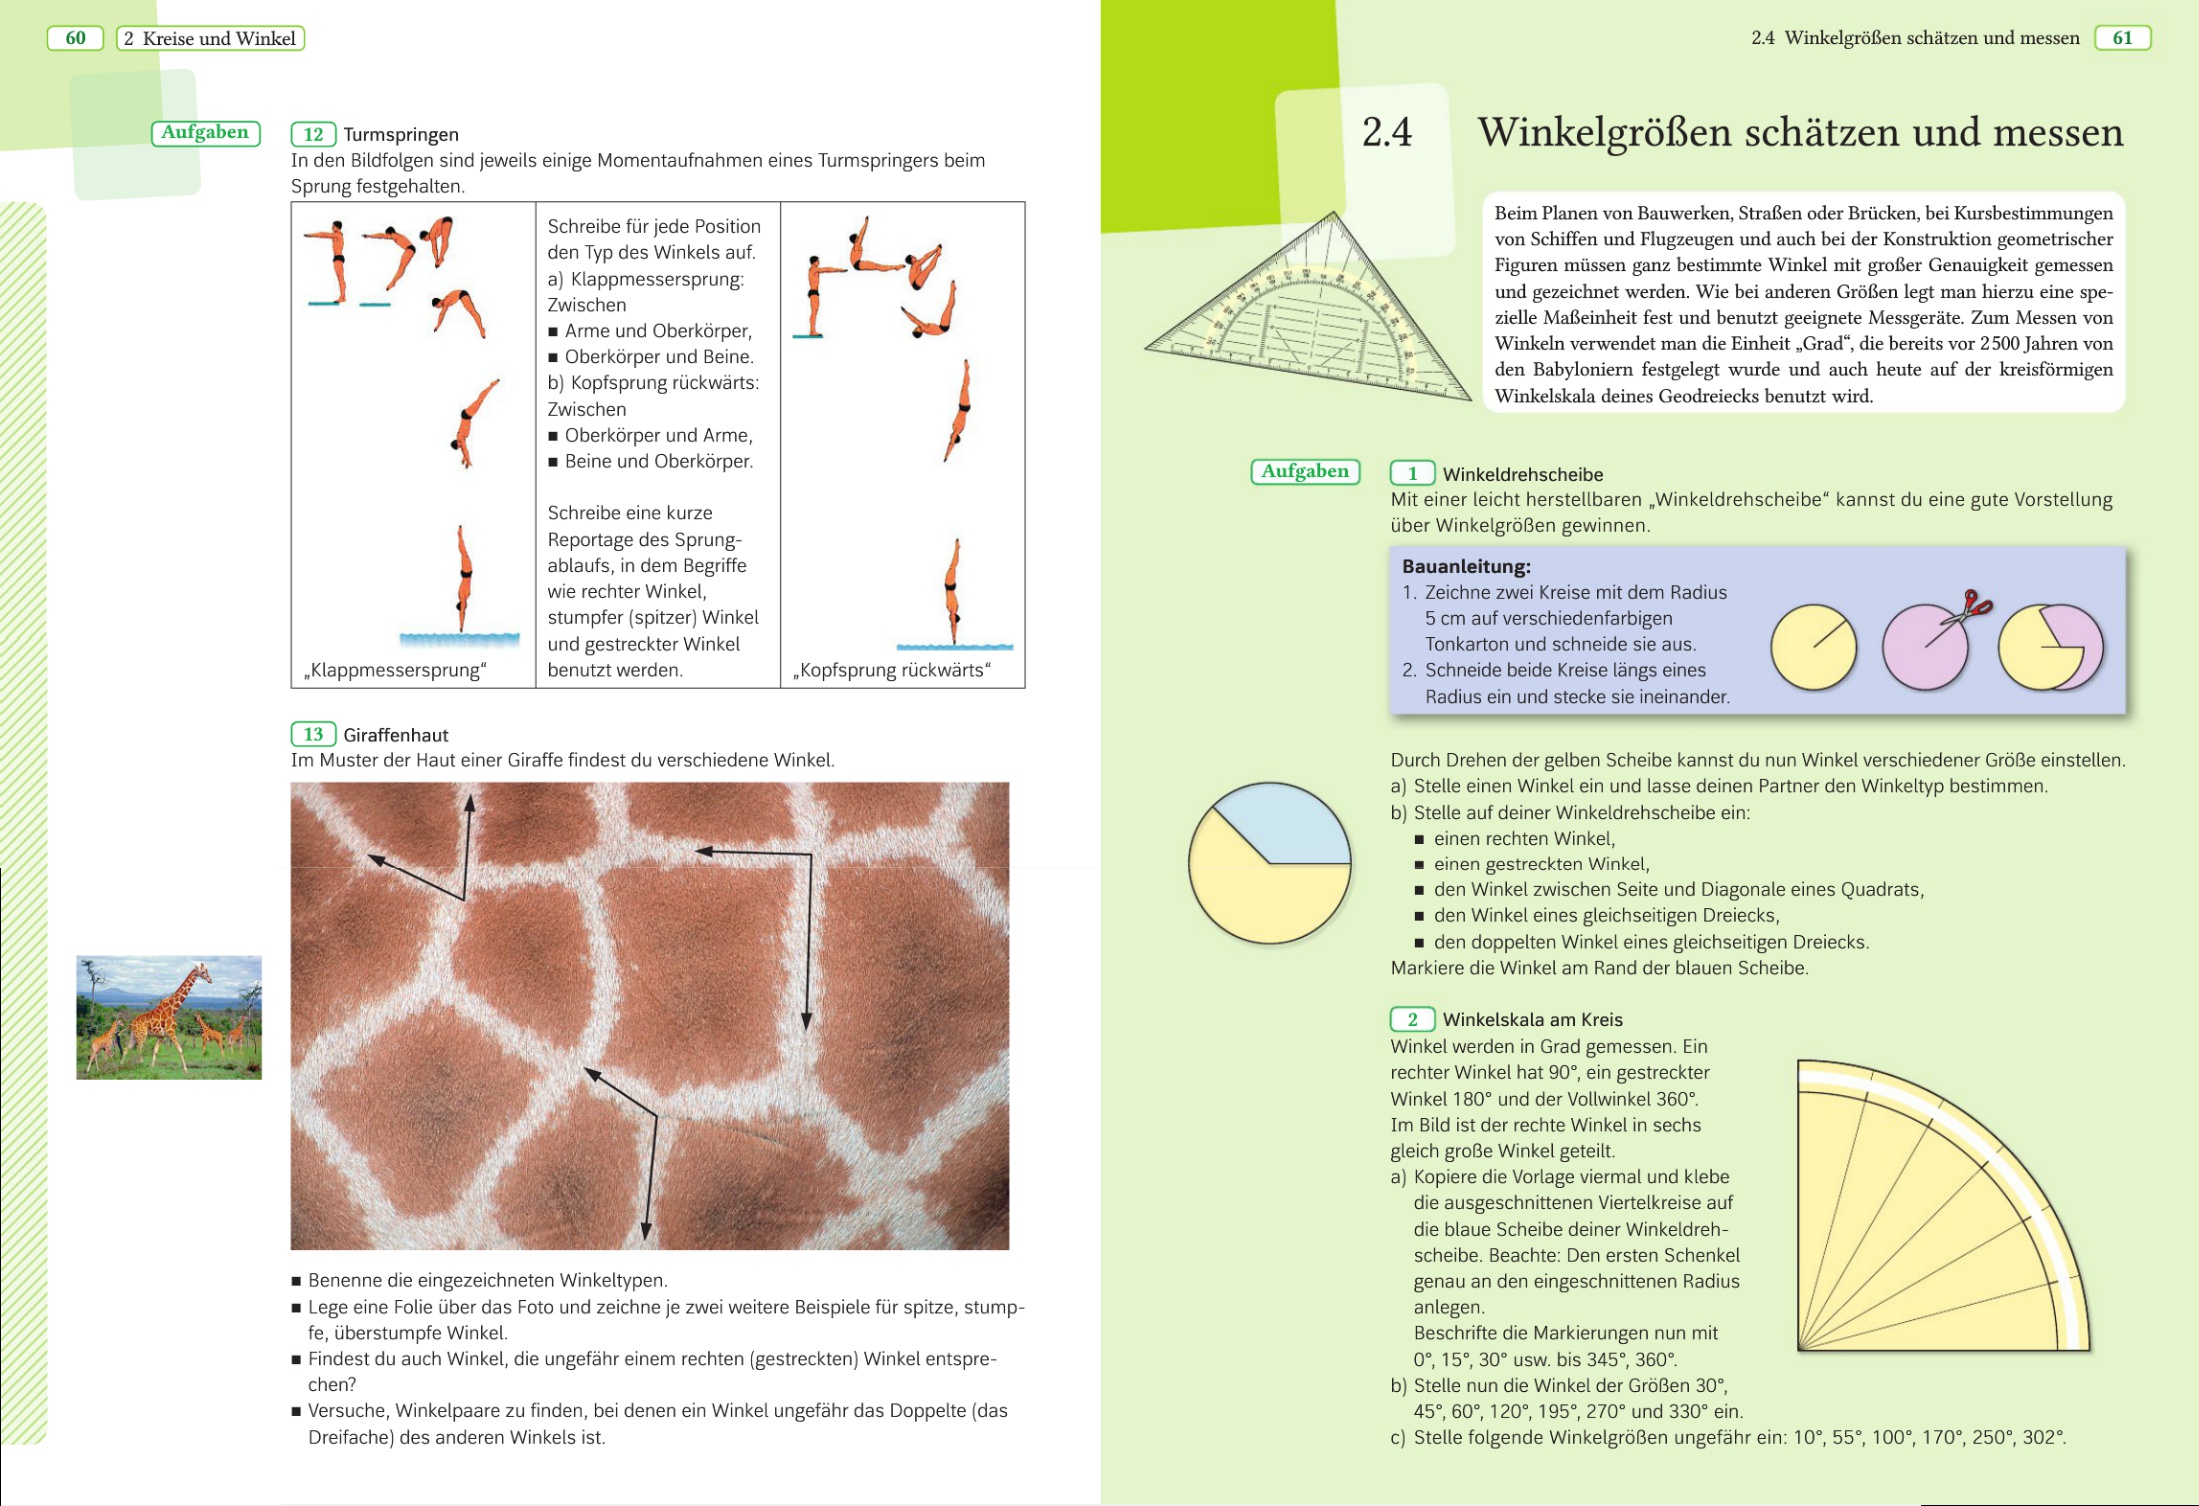 60
2 Kreise und Winkel
Aufgaben
12 Turmspringen
In den Bildfolgen sind jeweils einige Momentaufnahmen eines Turmspringers beim
Sprung festgehalten.
Schreibe für jede Position
den Typ des Winkels auf.
a) Klappmessersprung:
Zwischen
■ Arme und Oberkörper,
■ Oberkörper und Beine.
b) Kopfsprung rückwärts:
Zwischen
■ Oberkörper und Arme,
■ Beine und Oberkörper.
Schreibe eine kurze
Reportage des Sprung-
ablaufs, in dem Begriffe
wie rechter Winkel,
stumpfer (spitzer) Winkel
und gestreckter Winkel
benutzt werden.
„Klappmessersprung“
„Kopfsprung rückwärts“
13 Giraffenhaut
Im Muster der Haut einer Giraffe findest du verschiedene Winkel.
■ Benenne die eingezeichneten Winkeltypen.
■ Lege eine Folie über das Foto und zeichne je zwei weitere Beispiele für spitze, stump-
fe, überstumpfe Winkel.
■ Findest du auch Winkel, die ungefähr einem rechten (gestreckten) Winkel entspre-
chen?
■ Versuche, Winkelpaare zu finden, bei denen ein Winkel ungefähr das Doppelte (das
Dreifache) des anderen Winkels ist.
2.4 Winkelgrößen schätzen und messen
61
2.4 Winkelgrößen schätzen und messen
Beim Planen von Bauwerken, Straßen oder Brücken, bei Kursbestimmungen
von Schiffen und Flugzeugen und auch bei der Konstruktion geometrischer
Figuren müssen ganz bestimmte Winkel mit großer Genauigkeit gemessen
und gezeichnet werden. Wie bei anderen Größen legt man hierzu eine spe-
zielle Maßeinheit fest und benutzt geeignete Messgeräte. Zum Messen von
Winkeln verwendet man die Einheit „Grad“, die bereits vor 2500 Jahren von
den Babyloniern festgelegt wurde und auch heute auf der kreisförmigen
Winkelskala deines Geodreiecks benutzt wird.
Aufgaben
1 Winkeldrehscheibe
Mit einer leicht herstellbaren „Winkeldrehscheibe“ kannst du eine gute Vorstellung
über Winkelgrößen gewinnen.
Bauanleitung:
1. Zeichne zwei Kreise mit dem Radius
5 cm auf verschiedenfarbigen
Tonkarton und schneide sie aus.
2. Schneide beide Kreise längs eines
Radius ein und stecke sie ineinander.
Durch Drehen der gelben Scheibe kannst du nun Winkel verschiedener Größe einstellen.
a) Stelle einen Winkel ein und lasse deinen Partner den Winkeltyp bestimmen.
b) Stelle auf deiner Winkeldrehscheibe ein:
■ einen rechten Winkel,
■ einen gestreckten Winkel,
■ den Winkel zwischen Seite und Diagonale eines Quadrats,
■ den Winkel eines gleichseitigen Dreiecks,
■ den doppelten Winkel eines gleichseitigen Dreiecks.
Markiere die Winkel am Rand der blauen Scheibe.
2 Winkelskala am Kreis
Winkel werden in Grad gemessen. Ein
rechter Winkel hat 90°, ein gestreckter
Winkel 180° und der Vollwinkel 360°.
Im Bild ist der rechte Winkel in sechs
gleich große Winkel geteilt.
a) Kopiere die Vorlage viermal und klebe
die ausgeschnittenen Viertelkreise auf
die blaue Scheibe deiner Winkeldreh-
scheibe. Beachte: Den ersten Schenkel
genau an den eingeschnittenen Radius
anlegen.
Beschrifte die Markierungen nun mit
0°, 15°, 30° usw. bis 345°, 360°.
b) Stelle nun die Winkel der Größen 30°,
45°, 60°, 120°, 195°, 270° und 330° ein.
c) Stelle folgende Winkelgrößen ungefähr ein: 10°, 55°, 100°, 170°, 250°, 302°.